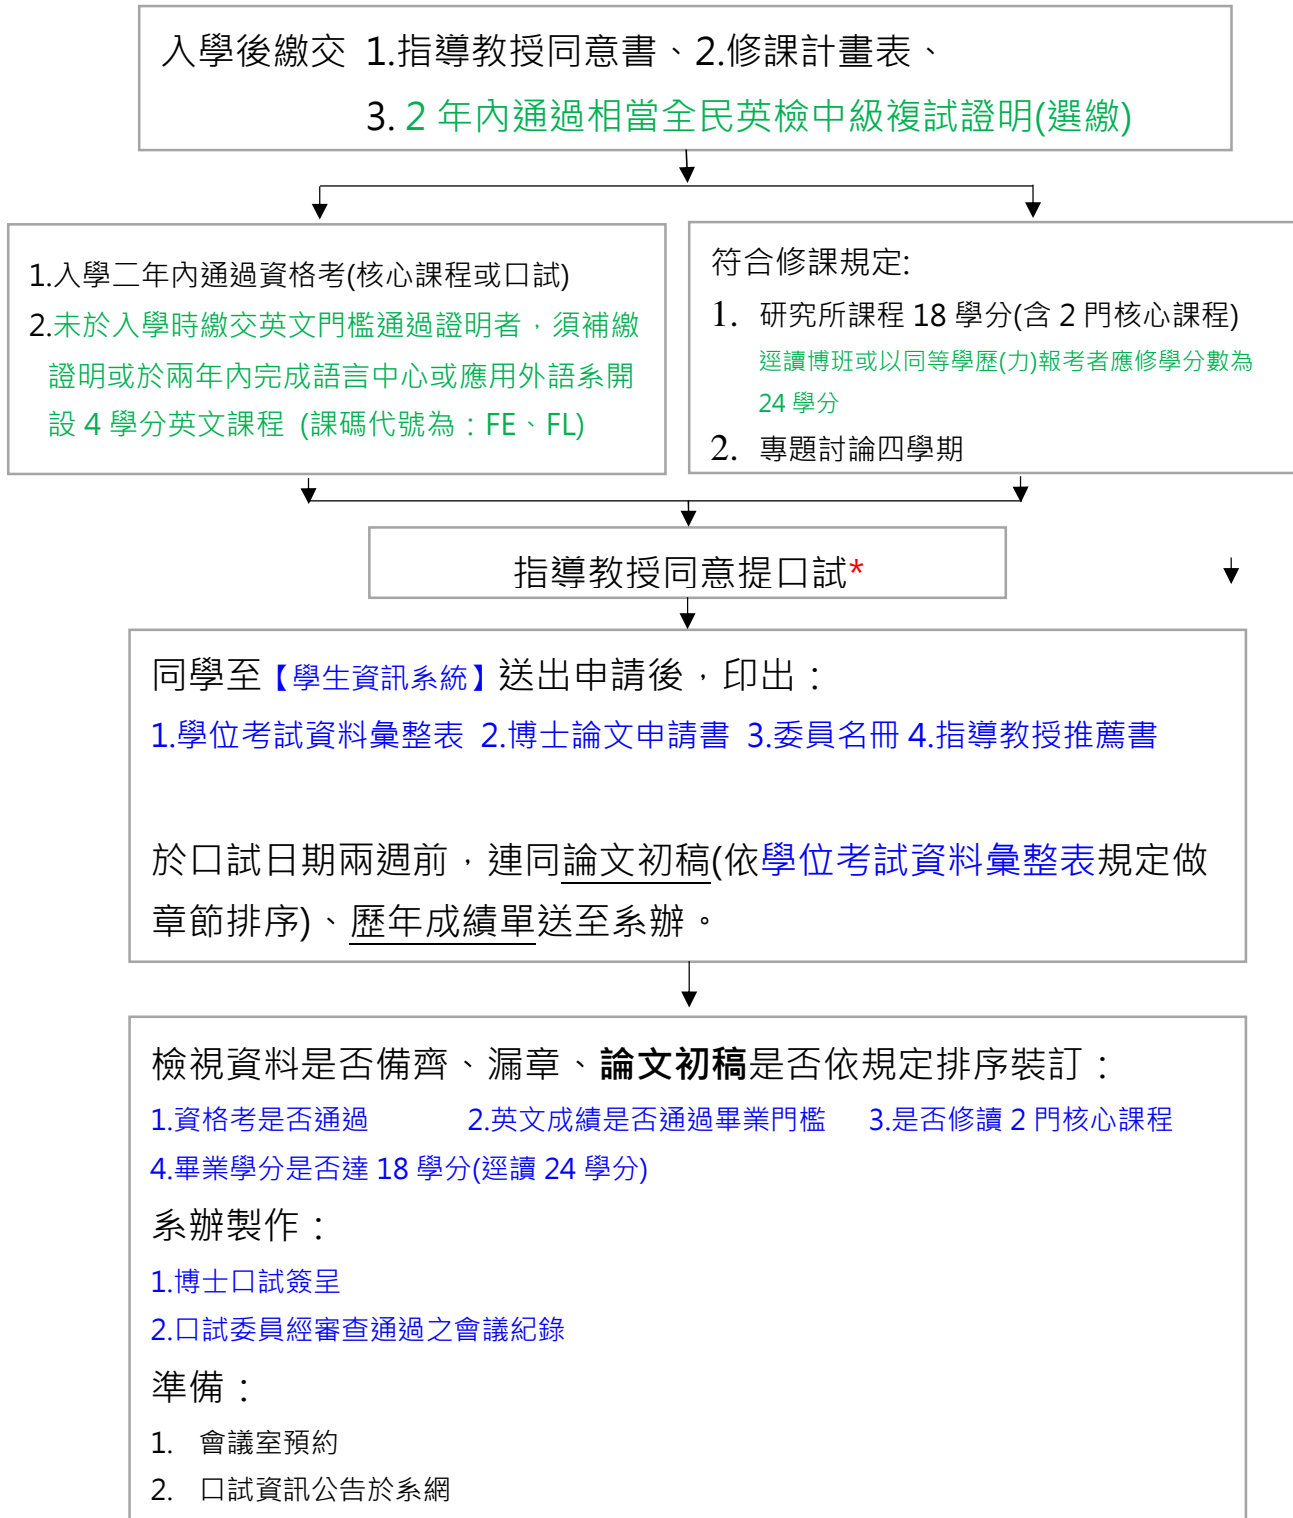 入學後繳交 1.指導教授同意書、2.修課計畫表、
3. 2 年內通過相當全民英檢中級複試證明(選繳)
1.入學二年內通過資格考(核心課程或口試)
2.未於入學時繳交英文門檻通過證明者，須補繳
證明或於兩年內完成語言中心或應用外語系開
設 4 學分英文課程 (課碼代號為：FE、FL)
符合修課規定:
1. 研究所課程 18 學分(含 2 門核心課程)
逕讀博班或以同等學歷(力)報考者應修學分數為
24 學分
2. 專題討論四學期
指導教授同意提口試*
同學至【學生資訊系統】送出申請後，印出：
1.學位考試資料彙整表 2.博士論文申請書 3.委員名冊 4.指導教授推薦書
於口試日期兩週前，連同論文初稿(依學位考試資料彙整表規定做
章節排序)、歷年成績單送至系辦。
檢視資料是否備齊、漏章、論文初稿是否依規定排序裝訂：
1.資格考是否通過 2.英文成績是否通過畢業門檻 3.是否修讀 2 門核心課程
4.畢業學分是否達 18 學分(逕讀 24 學分)
系辦製作：
1.博士口試簽呈
2.口試委員經審查通過之會議紀錄
準備：
1. 會議室預約
2. 口試資訊公告於系網